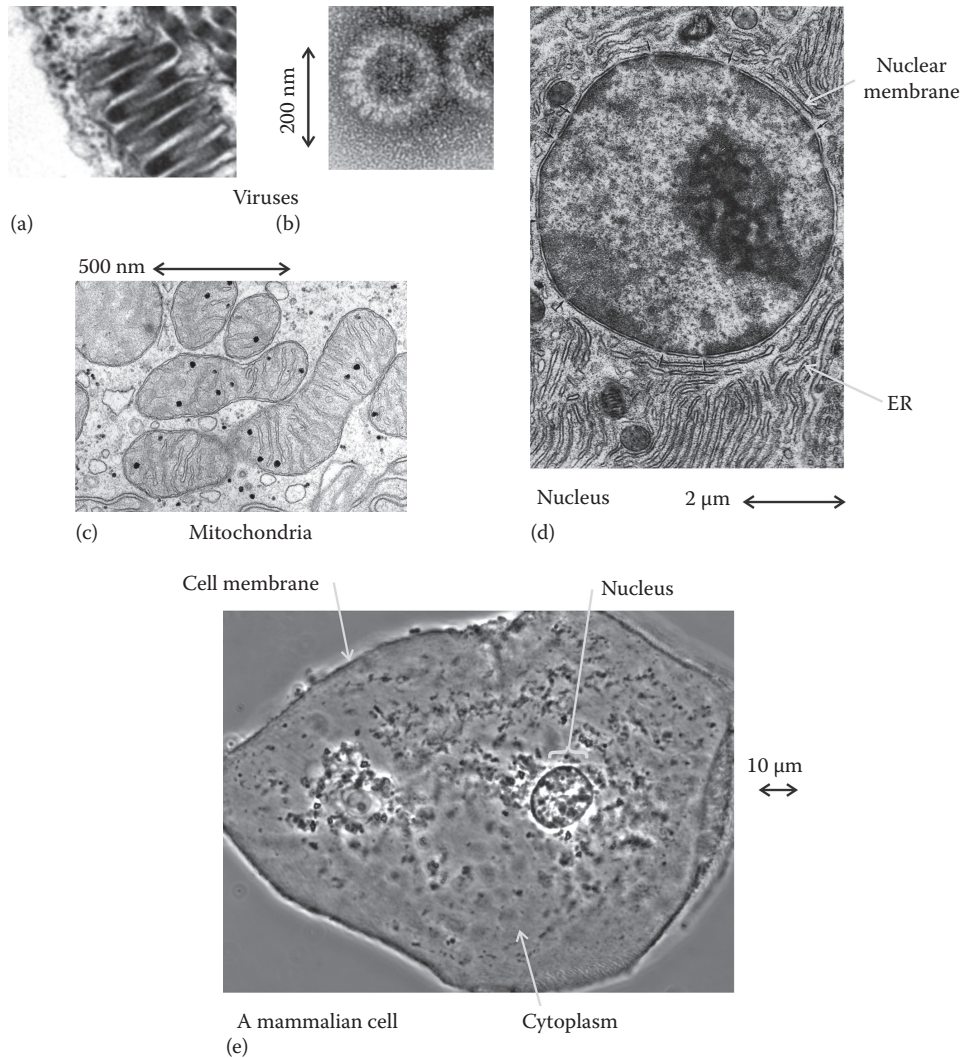 200 nm
Viruses
(a)
(b)
Nuclear
membrane
ER
500 nm
Nucleus
2 µm
(c)
Mitochondria
(d)
Cell membrane
Nucleus
10 µm
A mammalian cell
Cytoplasm
(e)